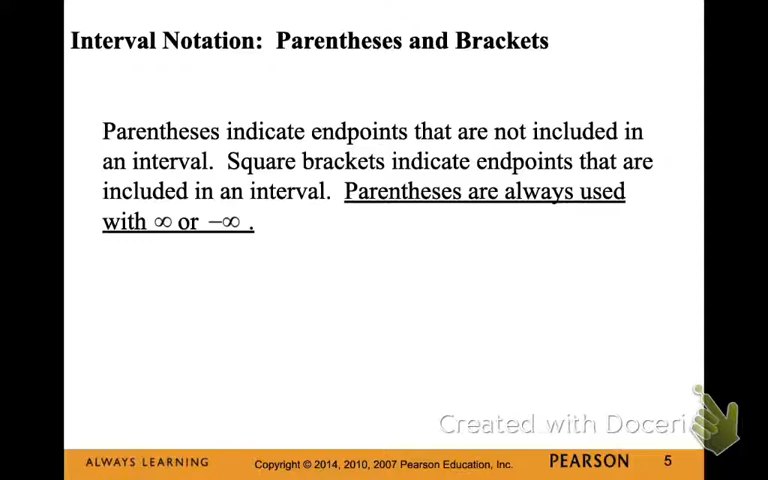 Interval Notation:  Parentheses and Brackets
Parentheses indicate endpoints that are not included in
an interval.  Square brackets indicate endpoints that are
included in an interval.  Parentheses are always used
with ∞ or −∞ .
Created with Doceri
ALWAYS LEARNING
Copyright © 2014, 2010, 2007 Pearson Education, Inc.
PEARSON
5